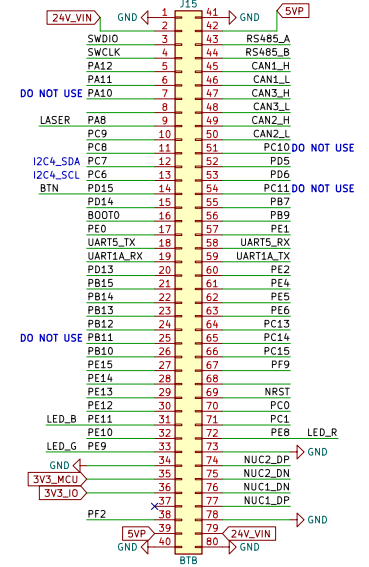 J15
24V_VIN GND 1 41 GND 5VP
2 42
SWDIO 3 43 RS485_A
SWCLK 4 44 RS485_B
PA12 5 45 CAN1_H
PA11 6 46 CAN1_L
DO NOT USE PA10 7 47 CAN3_H
8 48 CAN3_L
LASER PA8 9 49 CAN2_H
PC9 10 50 CAN2_L
PC8 11 51 PC10 DO NOT USE
I2C4_SDA PC7 12 52 PD5
I2C4_SCL PC6 13 53 PD6
BTN PD15 14 54 PC11 DO NOT USE
PD14 15 55 PB7
BOOT0 16 56 PB9
PE0 17 57 PE1
UART5_TX 18 58 UART5_RX
UART1A_RX 19 59 UART1A_TX
PD13 20 60 PE2
PB15 21 61 PE4
PB14 22 62 PE5
PB13 23 63 PE6
PB12 24 64 PC13
DO NOT USE PB11 25 65 PC14
PB10 26 66 PC15
PE15 27 67 PF9
PE14 28 68
PE13 29 69 NRST
PE12 30 70 PC0
LED_B PE11 31 71 PC1
PE10 32 72 PE8 LED_R
LED_G PE9 33 73 GND
GND 34 74 NUC2_DP
3V3_MCU 35 75 NUC2_DN
3V3_IO 36 76 NUC1_DN
37 77 NUC1_DP
PF2 38 78 GND
5VP 39 79 24V_VIN
GND 40 80 GND
BTB